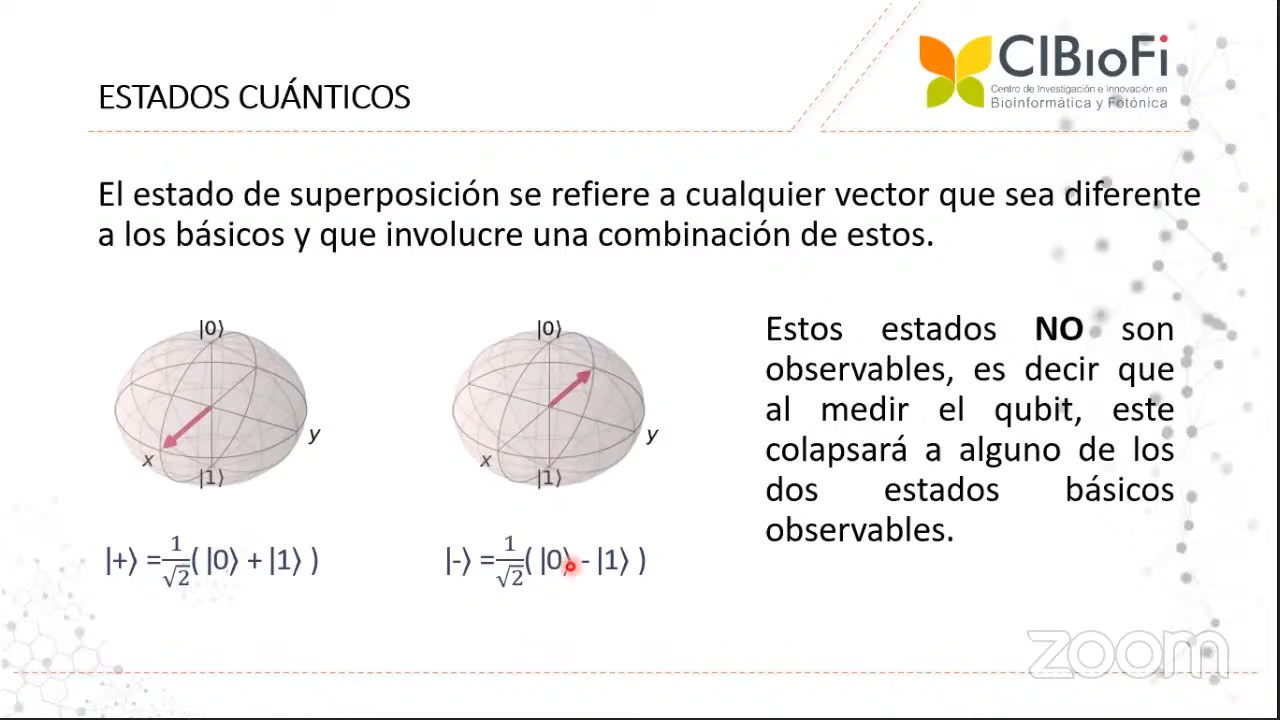 CIBioFi
Centro de Investigación e Innovación en
Bioinformática y Fotónica
ESTADOS CUÁNTICOS
El estado de superposición se refiere a cualquier vector que sea diferente
a los básicos y que involucre una combinación de estos.
|0⟩
x
y
|1⟩
|+⟩ = 1/√2 ( |0⟩ + |1⟩ )
|0⟩
x
y
|1⟩
|-⟩ = 1/√2 ( |0⟩ - |1⟩ )
Estos estados NO son
observables, es decir que
al medir el qubit, este
colapsará a alguno de los
dos estados básicos
observables.
zoom